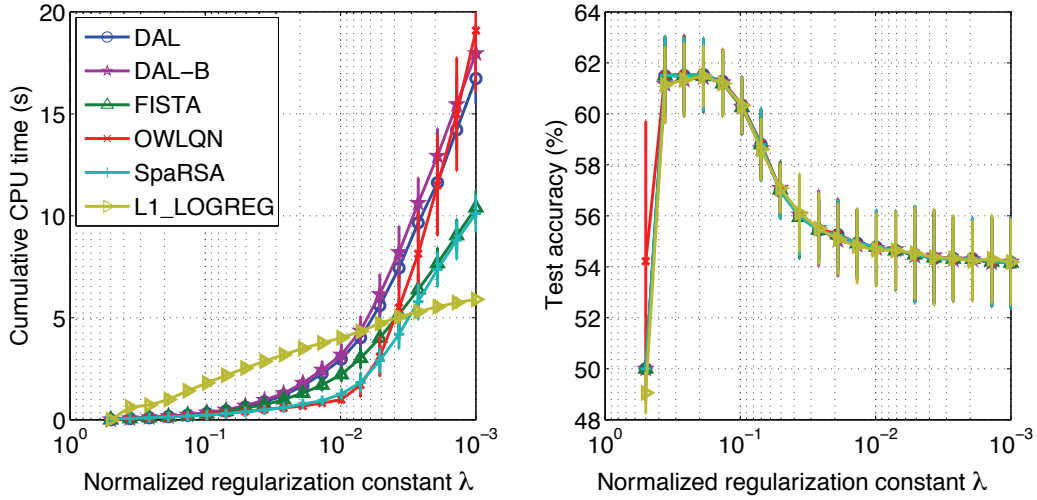 Cumulative CPU time (s)
20
15
10
5
0
DAL
DAL-B
FISTA
OWLQN
SpaRSA
L1_LOGREG
10^0
10^-1
10^-2
10^-3
Normalized regularization constant λ
Test accuracy (%)
64
62
60
58
56
54
52
50
48
10^0
10^-1
10^-2
10^-3
Normalized regularization constant λ